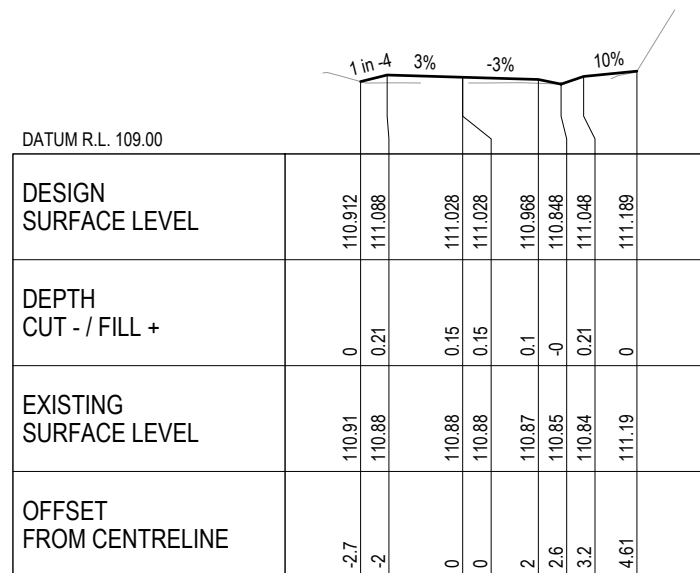 1 in -4 3% -3% 10%
DATUM R.L. 109.00
DESIGN
SURFACE LEVEL
110.912 111.088 111.028 111.028 110.968 110.848 111.048 111.189
DEPTH
CUT - / FILL +
0 0.21 0.15 0.15 0.1 -0 0.21 0
EXISTING
SURFACE LEVEL
110.91 110.88 110.88 110.88 110.87 110.85 110.84 111.19
OFFSET
FROM CENTRELINE
-2.7 -2 0 0 2 2.6 3.2 4.61